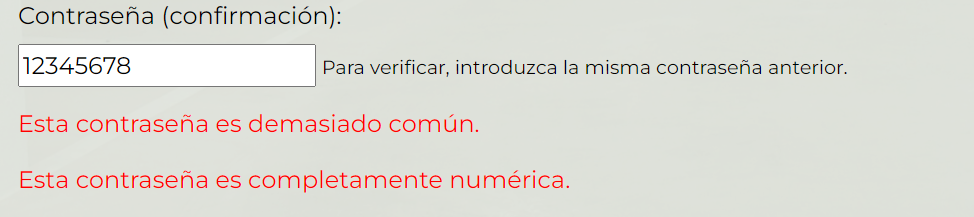 Contraseña (confirmación):
12345678 Para verificar, introduzca la misma contraseña anterior.
Esta contraseña es demasiado común.
Esta contraseña es completamente numérica.